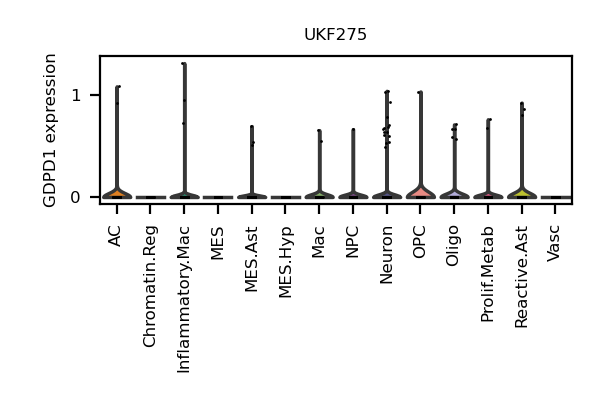 UKF275
GDPD1 expression
1
0
AC
Chromatin.Reg
Inflammatory.Mac
MES
MES.Ast
MES.Hyp
Mac
NPC
Neuron
OPC
Oligo
Prolif.Metab
Reactive.Ast
Vasc